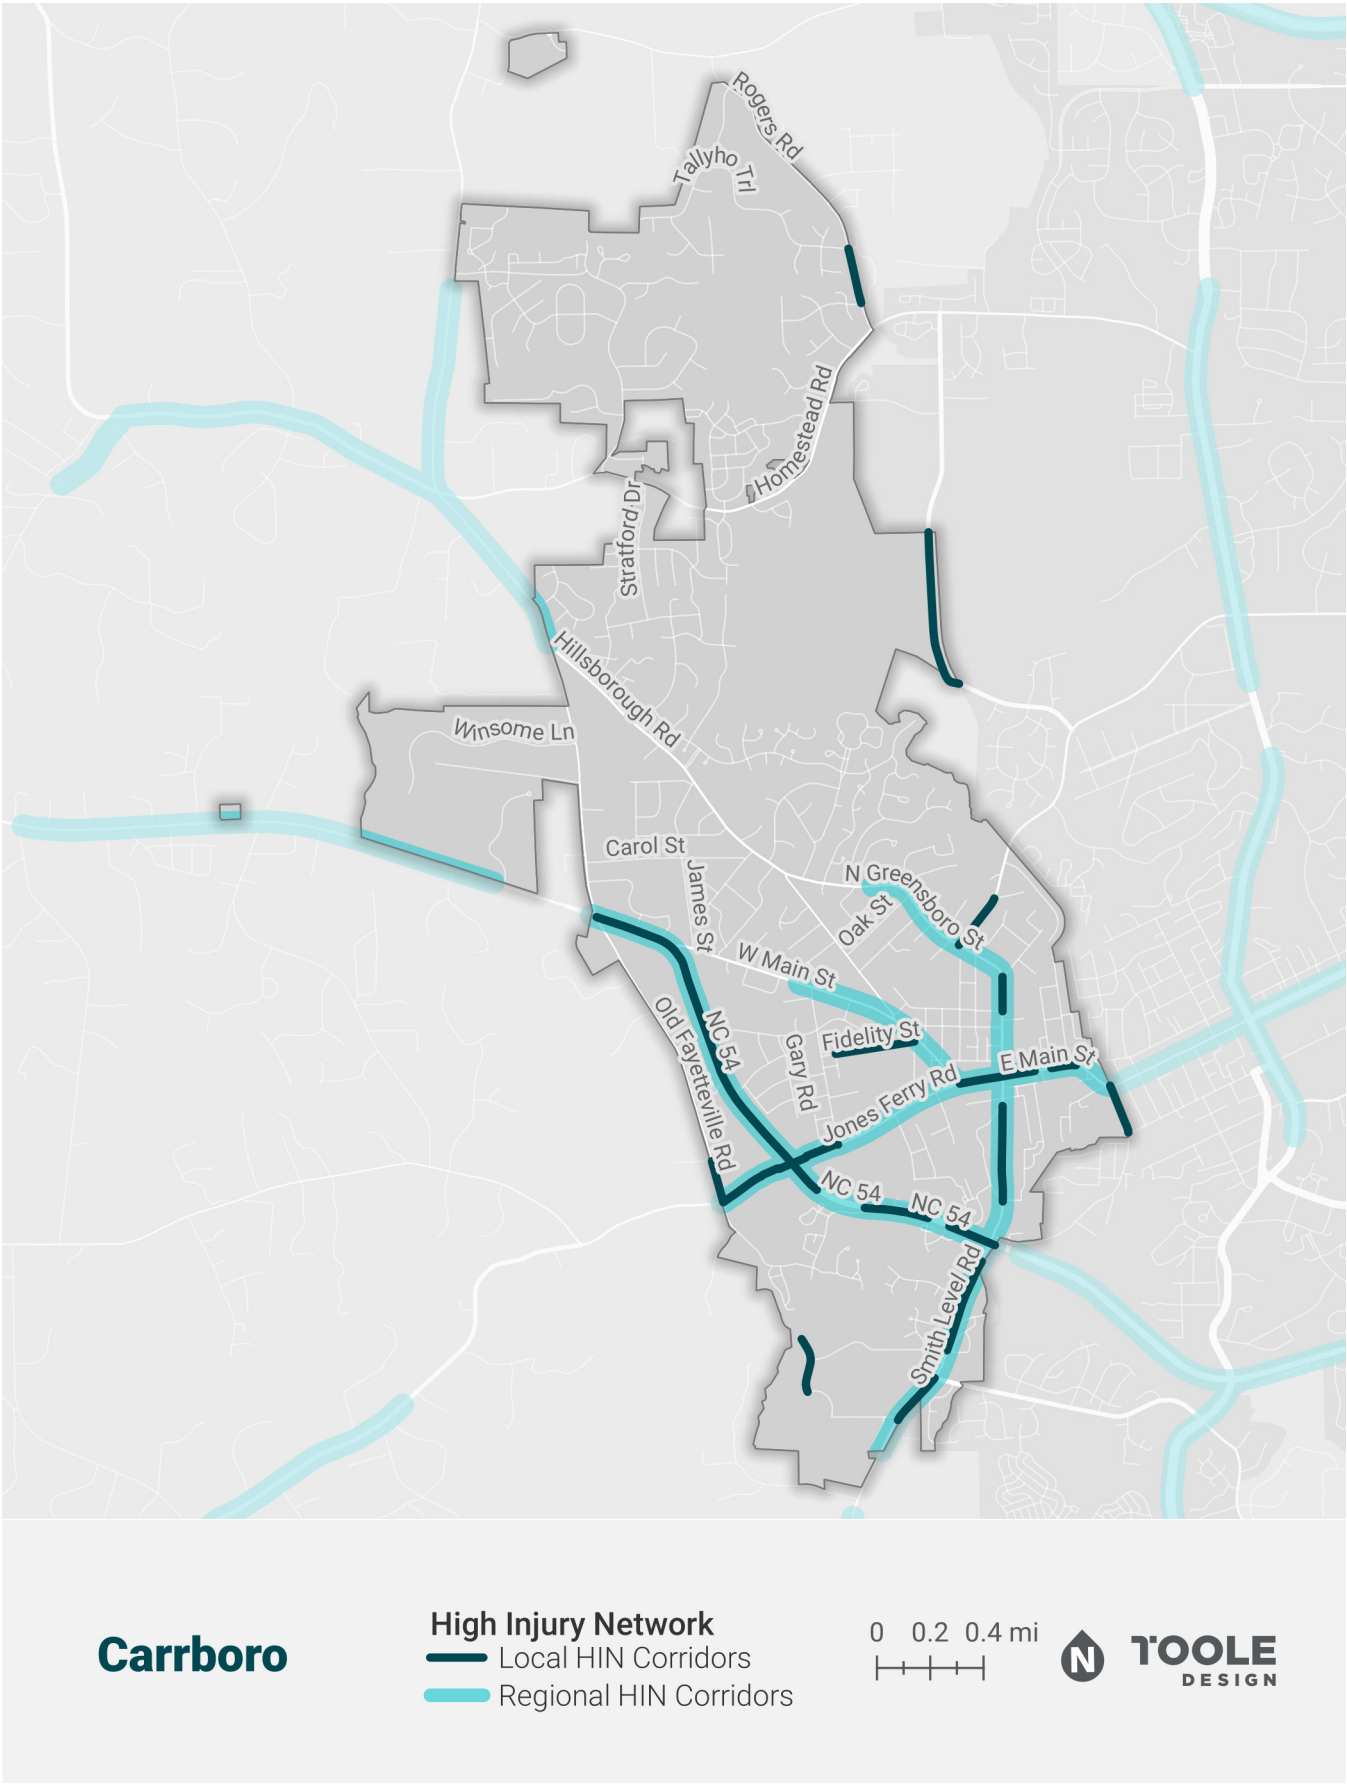 Rogers Rd
Tallyho Trl
Homestead Rd
Stratford Dr
Hillsborough Rd
Winsome Ln
Carol St
James St
N Greensboro St
Oak St
W Main St
Old Fayetteville Rd
NC 54
Fidelity St
Gary Rd
E Main St
Jones Ferry Rd
NC 54
NC 54
Smith Level Rd
Carrboro
High Injury Network
Local HIN Corridors
Regional HIN Corridors
0 0.2 0.4 mi
N
TOOLE
DESIGN